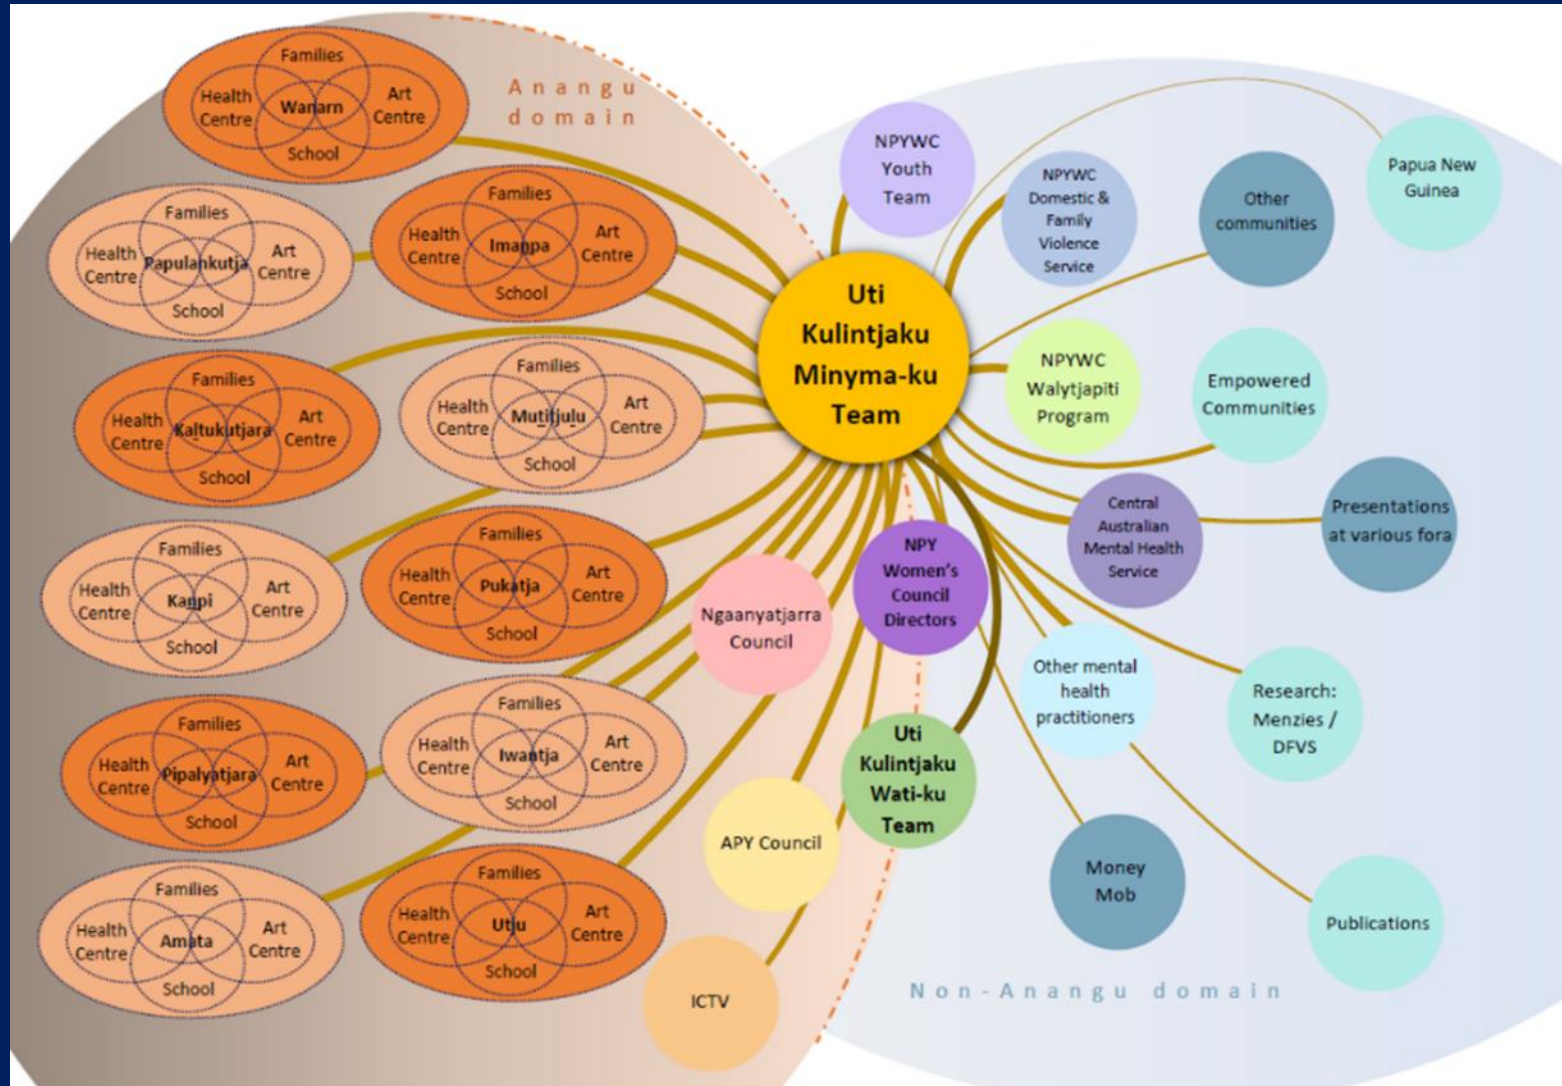 Anangu
domain
Families
Health
Centre
Wanarn
Art
Centre
School
Families
Health
Centre
Papulankutja
Art
Centre
School
Families
Health
Centre
Imaṉpa
Art
Centre
School
Families
Health
Centre
Kaḻtukutjara
Art
Centre
School
Families
Health
Centre
Muṯitjuḻu
Art
Centre
School
Families
Health
Centre
Kaṉpi
Art
Centre
School
Families
Health
Centre
Pukatja
Art
Centre
School
Families
Health
Centre
Pipalyatjara
Art
Centre
School
Families
Health
Centre
Iwantja
Art
Centre
School
Families
Health
Centre
Amata
Art
Centre
School
Families
Health
Centre
Utju
Art
Centre
School
Uti
Kulintjaku
Minyma-ku
Team
NPYWC
Youth
Team
NPYWC
Domestic &
Family
Violence
Service
Other
communities
Papua New
Guinea
NPYWC
Walytjapiti
Program
Empowered
Communities
Central
Australian
Mental Health
Service
Presentations
at various fora
NPY
Women's
Council
Directors
Ngaanyatjarra
Council
Other mental
health
practitioners
Research:
Menzies /
DFVS
Uti
Kulintjaku
Wati-ku
Team
APY Council
Money
Mob
Publications
ICTV
Non-Anangu domain